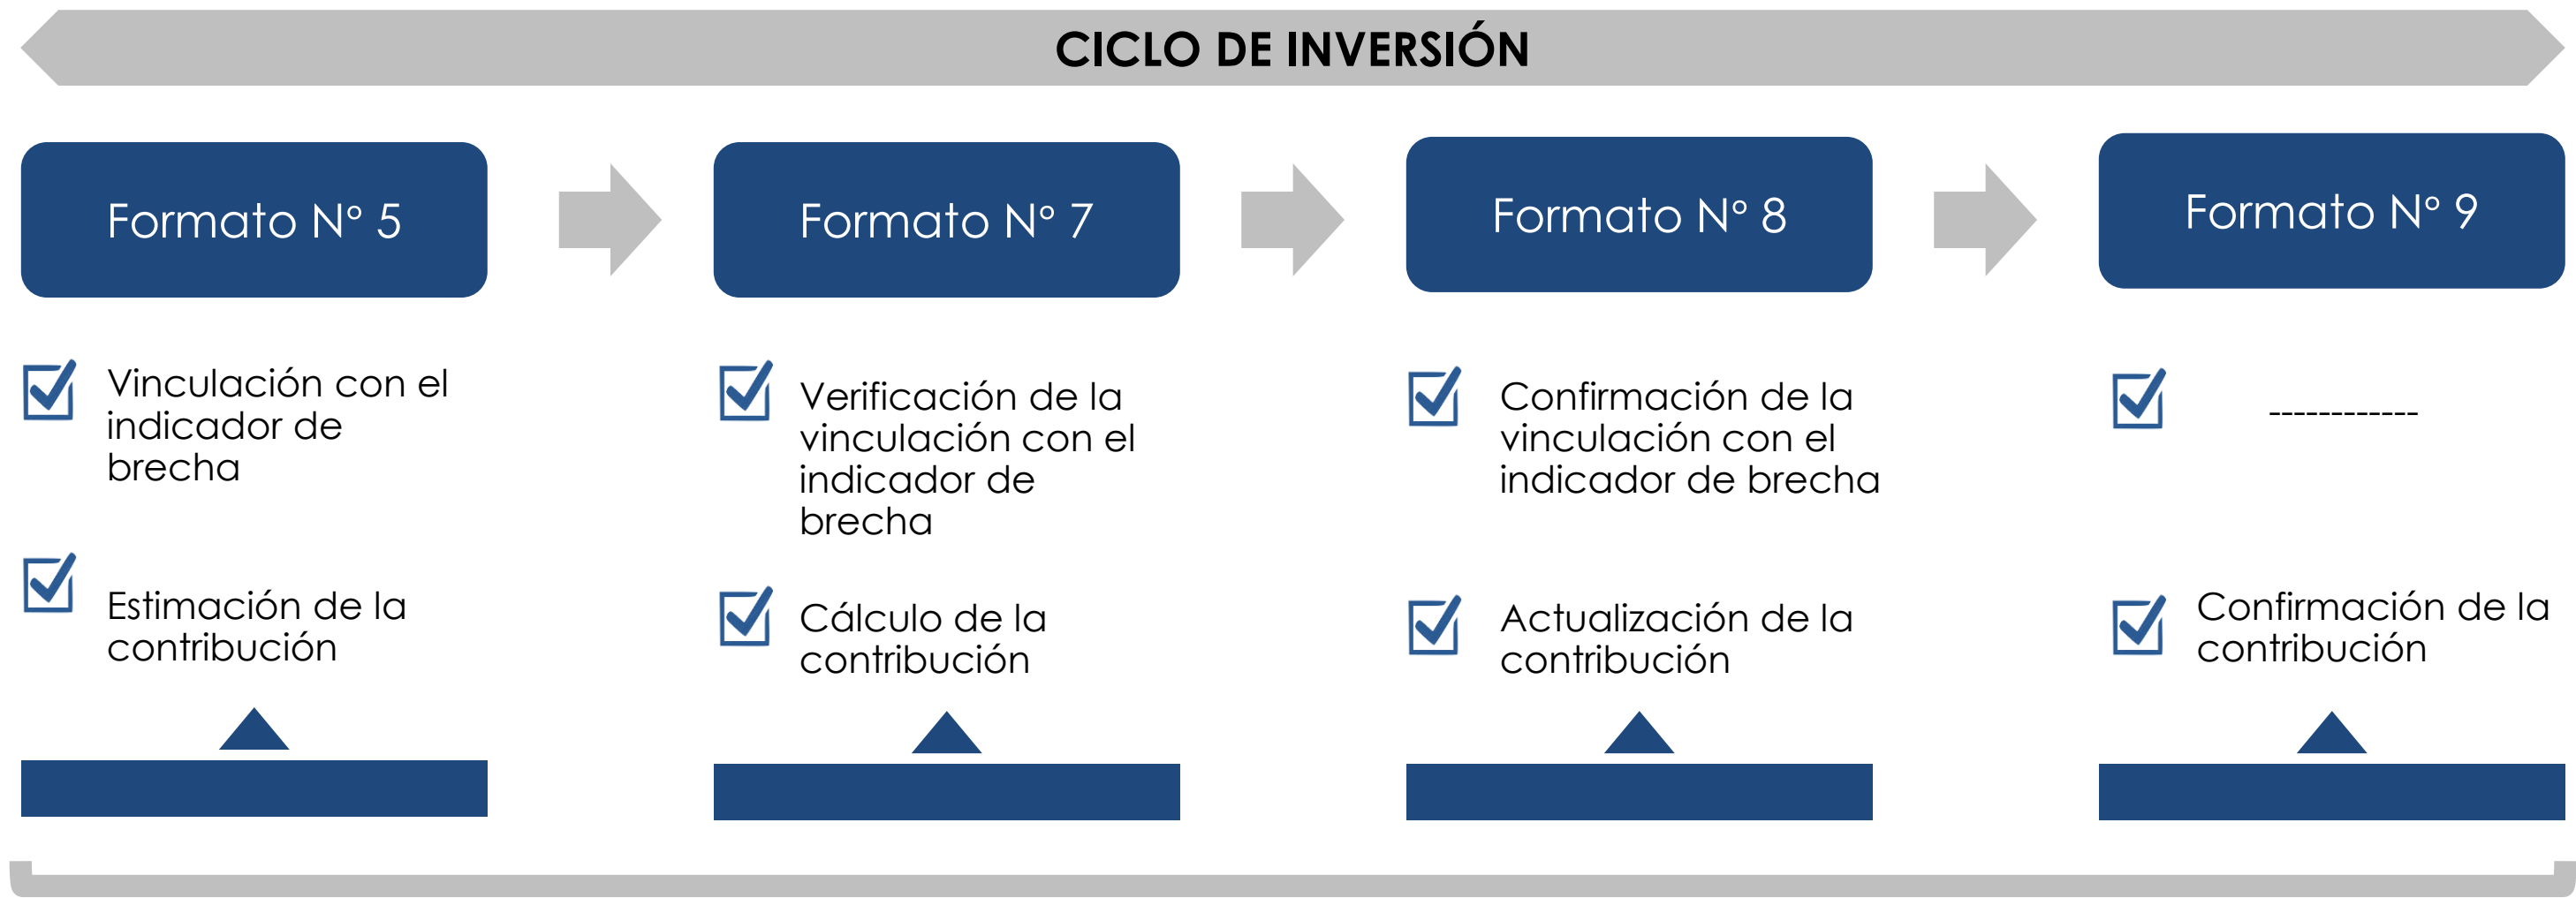 CICLO DE INVERSIÓN
Formato N° 5
Formato N° 7
Formato N° 8
Formato N° 9
Vinculación con el
indicador de
brecha
Verificación de la
vinculación con el
indicador de
brecha
Confirmación de la
vinculación con el
indicador de brecha
------------
Estimación de la
contribución
Cálculo de la
contribución
Actualización de la
contribución
Confirmación de la
contribución